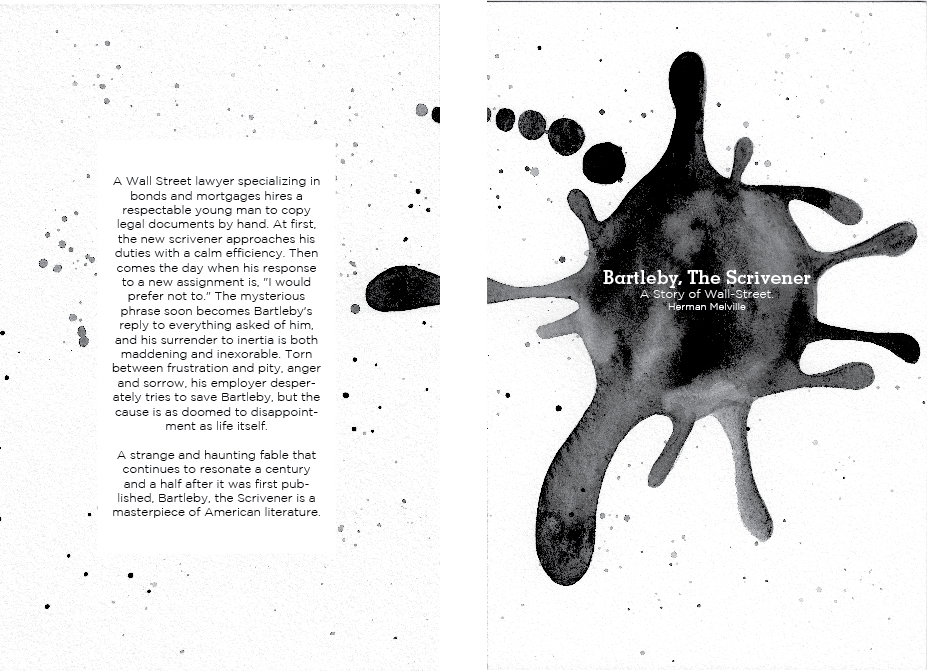 A Wall Street lawyer specializing in
bonds and mortgages hires a
respectable young man to copy
legal documents by hand. At first,
the new scrivener approaches his
duties with a calm efficiency. Then
comes the day when his response
to a new assignment is, "I would
prefer not to." The mysterious
phrase soon becomes Bartleby's
reply to everything asked of him,
and his surrender to inertia is both
maddening and inexorable. Torn
between frustration and pity, anger
and sorrow, his employer desper-
ately tries to save Bartleby, but the
cause is as doomed to disappoint-
ment as life itself.
A strange and haunting fable that
continues to resonate a century
and a half after it was first pub-
lished, Bartleby, the Scrivener is a
masterpiece of American literature.
Bartleby, The Scrivener
A Story of Wall-Street.
Herman Melville